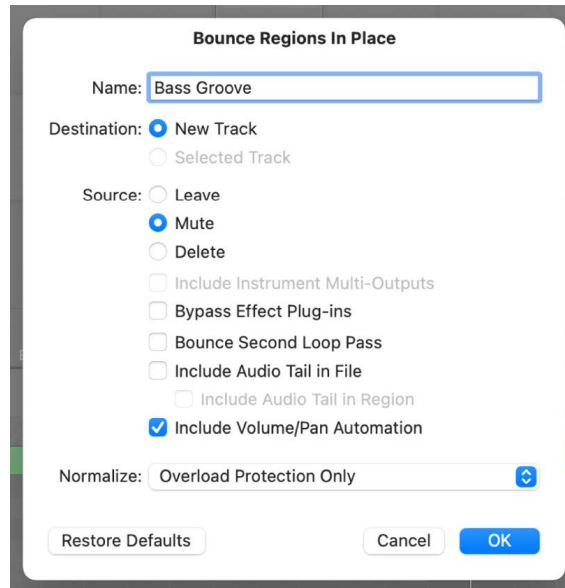 Bounce Regions In Place
Name: Bass Groove
Destination: New Track
Selected Track
Source: Leave
Mute
Delete
Include Instrument Multi-Outputs
Bypass Effect Plug-ins
Bounce Second Loop Pass
Include Audio Tail in File
Include Audio Tail in Region
Include Volume/Pan Automation
Normalize: Overload Protection Only
Restore Defaults Cancel OK